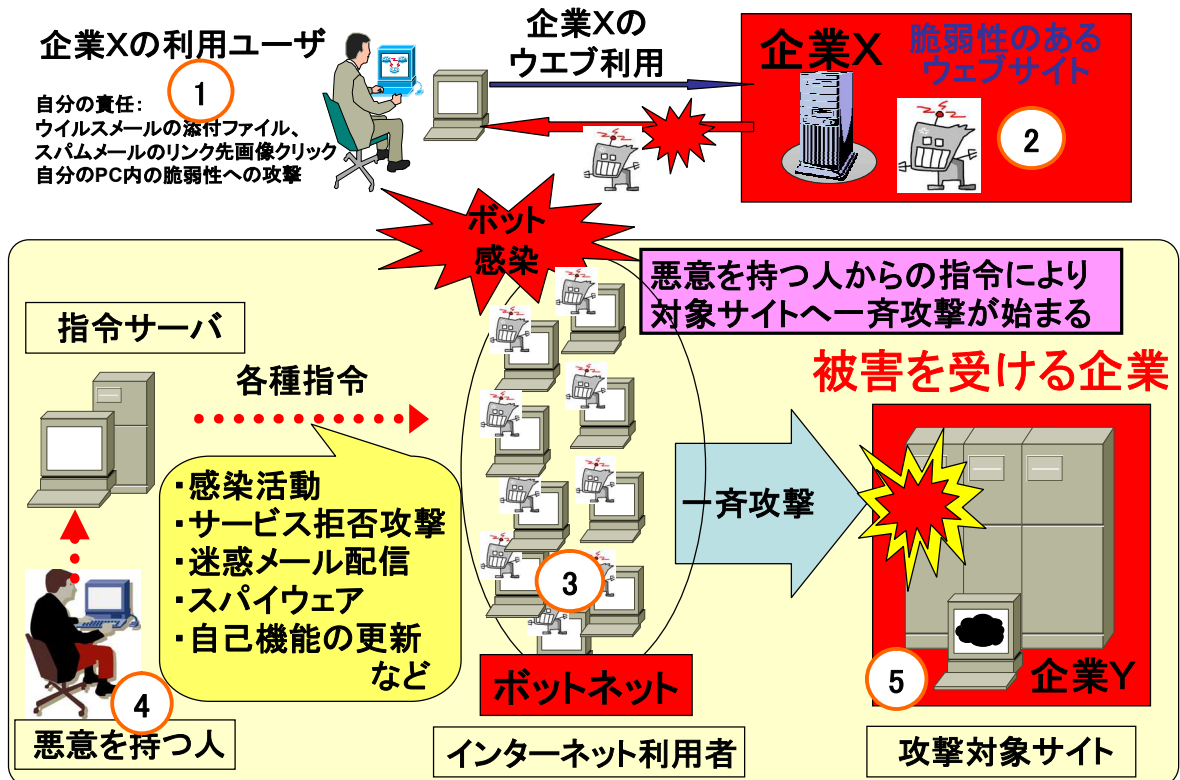 企業Xの利用ユーザ
1
自分の責任：
ウイルスメールの添付ファイル、
スパムメールのリンク先画像クリック
自分のPC内の脆弱性への攻撃
企業Xの
ウエブ利用
企業X
脆弱性のある
ウェブサイト
2
ボット
感染
悪意を持つ人からの指令により
対象サイトへ一斉攻撃が始まる
指令サーバ
各種指令
被害を受ける企業
・感染活動
・サービス拒否攻撃
・迷惑メール配信
・スパイウェア
・自己機能の更新
など
一斉攻撃
3
4
5
企業Y
ボットネット
悪意を持つ人
インターネット利用者
攻撃対象サイト